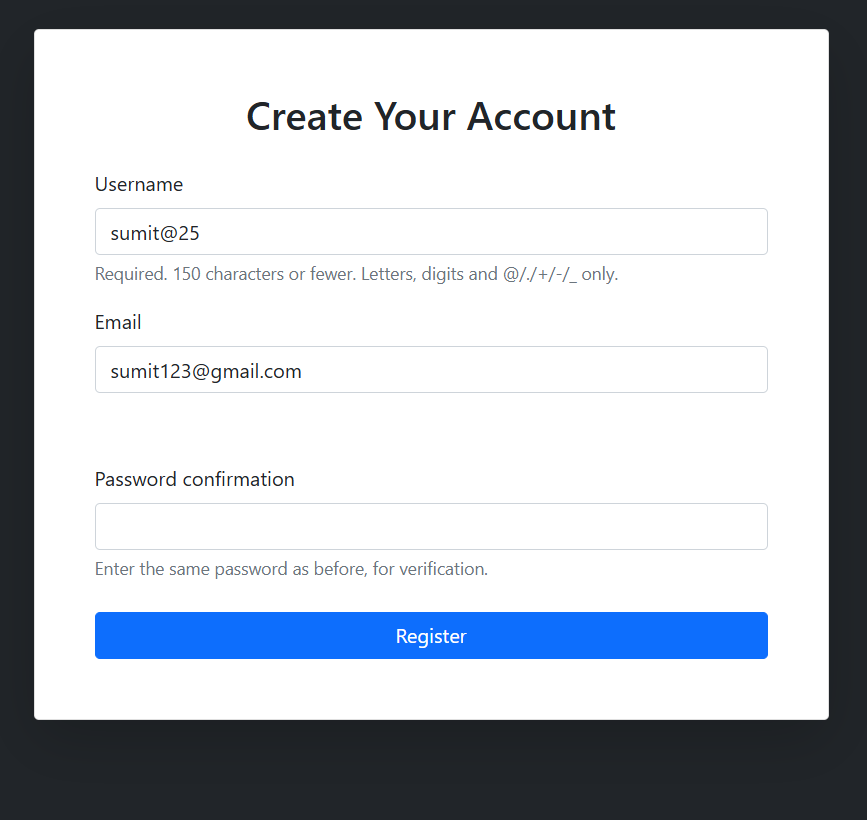 Create Your Account
Username
sumit@25
Required. 150 characters or fewer. Letters, digits and @/./+/-/_ only.
Email
sumit123@gmail.com
Password confirmation
Enter the same password as before, for verification.
Register